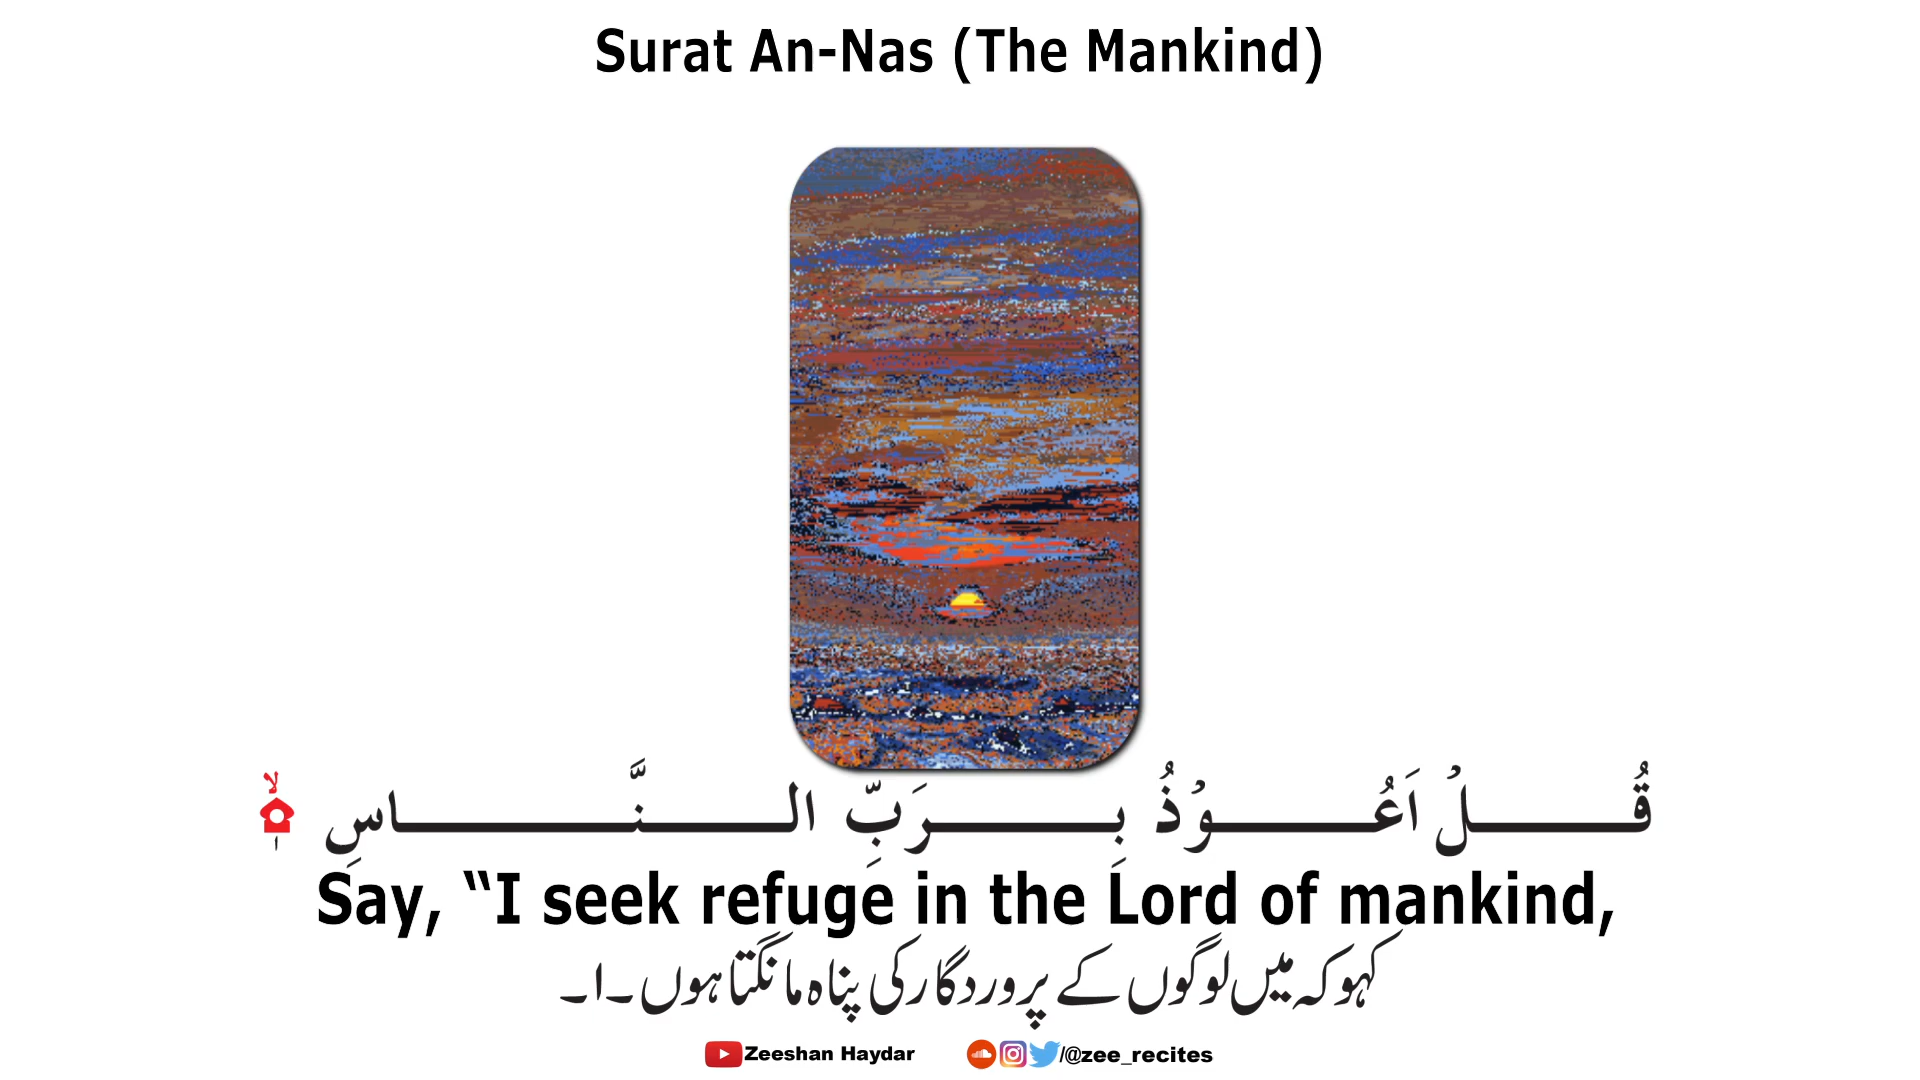 Surat An-Nas (The Mankind)
قُلْ اَعُوْذُ بِرَبِّ النَّاسِ ۙ
Say, “I seek refuge in the Lord of mankind,
کہو کہ میں لوگوں کے پروردگار کی پناہ مانگتا ہوں۔۱۔
Zeeshan Haydar /@zee_recites